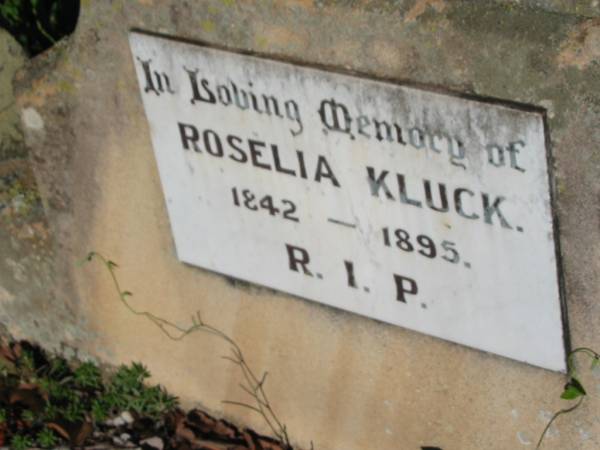 In Loving Memory of
ROSELIA KLUCK.
1842 — 1895.
R. I. P.